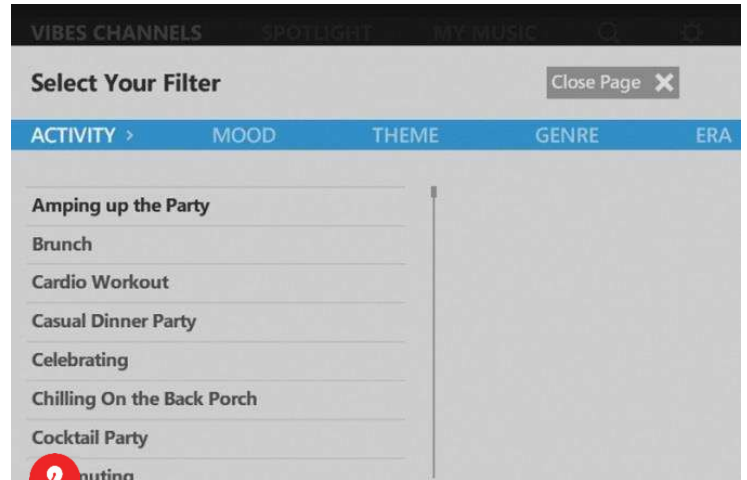 VIBES CHANNELS SPOTLIGHT MY MUSIC
Select Your Filter Close Page
ACTIVITY > MOOD THEME GENRE ERA
Amping up the Party
Brunch
Cardio Workout
Casual Dinner Party
Celebrating
Chilling On the Back Porch
Cocktail Party